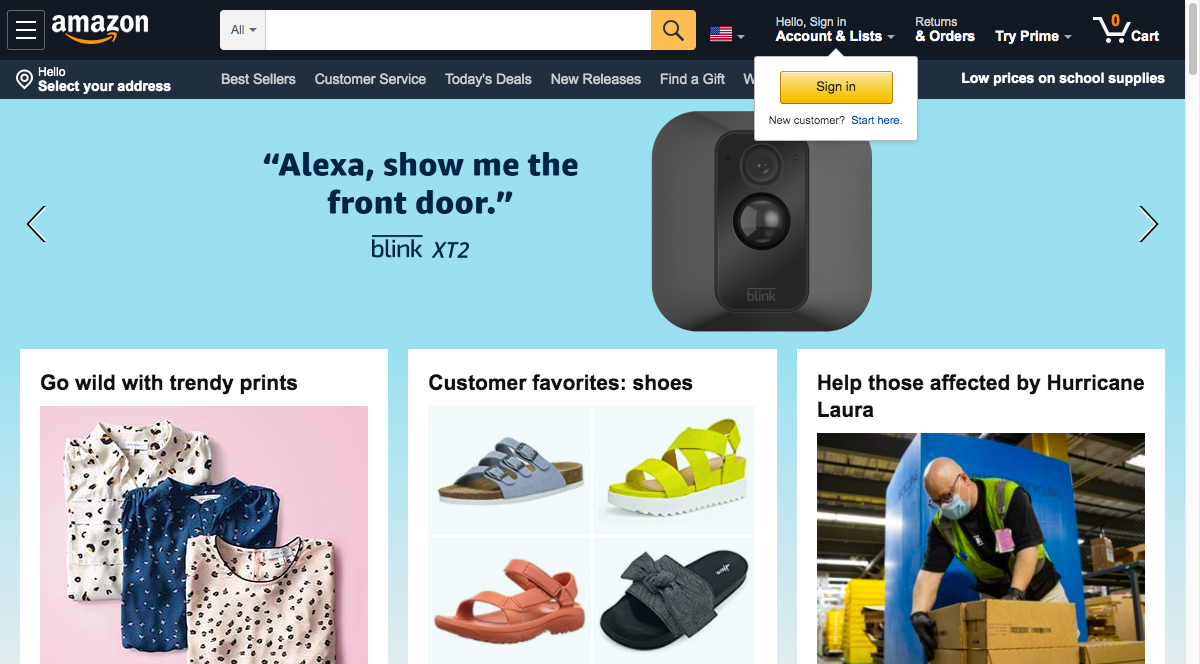 amazon
All
Hello, Sign in
Account & Lists
Returns
& Orders
Try Prime
0
Cart
Hello
Select your address
Best Sellers
Customer Service
Today's Deals
New Releases
Find a Gift
W
Low prices on school supplies
Sign in
New customer? Start here.
“Alexa, show me the
front door.”
blink XT2
blink
Go wild with trendy prints
Customer favorites: shoes
Help those affected by Hurricane
Laura